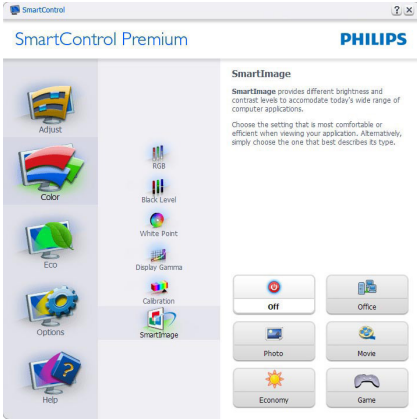 SmartControl
SmartControl Premium
PHILIPS
Adjust
Color
Eco
Options
Help
RGB
Black Level
White Point
Display Gamma
Calibration
SmartImage
SmartImage
SmartImage provides different brightness and
contrast levels to accomodate today's wide range of
computer applications.
Choose the setting that is most comfortable or
efficient when viewing your application. Alternatively,
simply choose the one that best describes its type.
Off
Office
Photo
Movie
Economy
Game